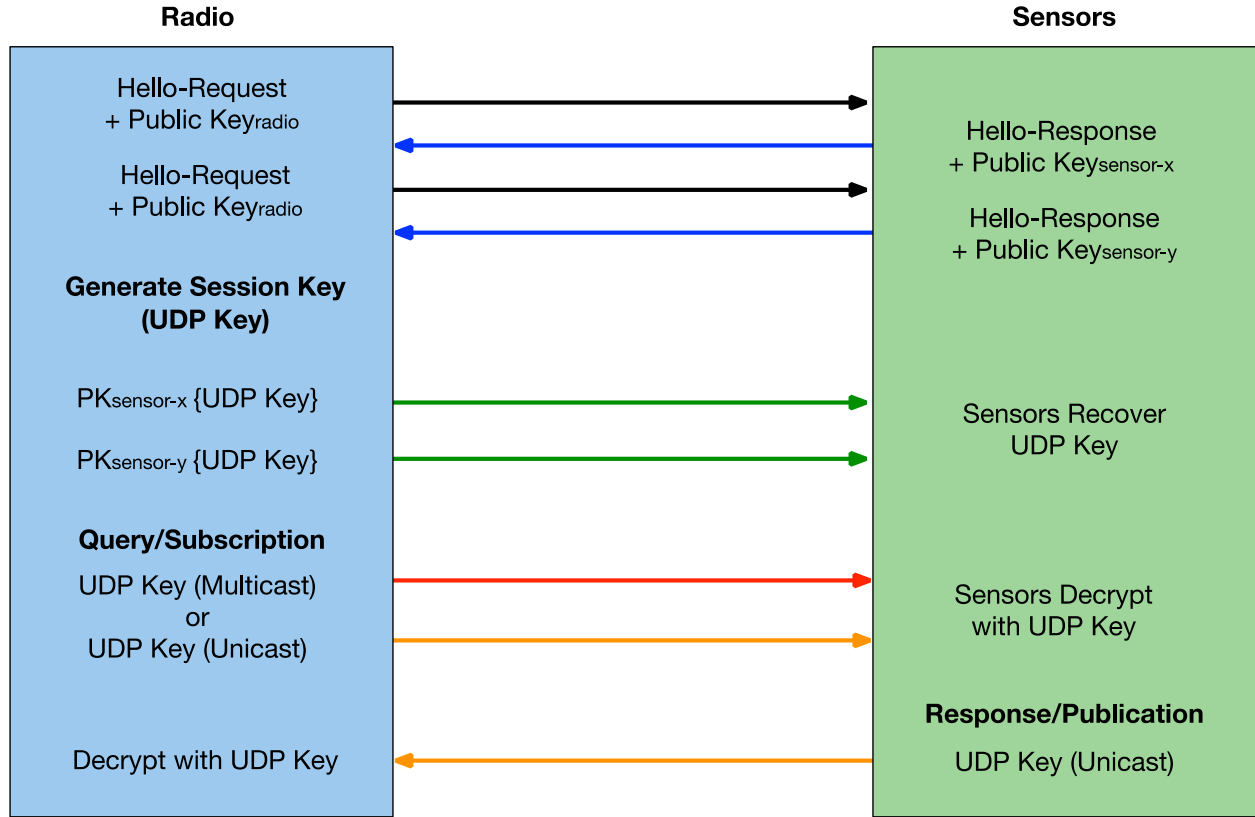 Radio
Sensors
Hello-Request
+ Public Keyradio
Hello-Response
+ Public Keysensor-x
Hello-Request
+ Public Keyradio
Hello-Response
+ Public Keysensor-y
Generate Session Key
(UDP Key)
PKsensor-x {UDP Key}
PKsensor-y {UDP Key}
Sensors Recover
UDP Key
Query/Subscription
UDP Key (Multicast)
or
UDP Key (Unicast)
Sensors Decrypt
with UDP Key
Response/Publication
UDP Key (Unicast)
Decrypt with UDP Key